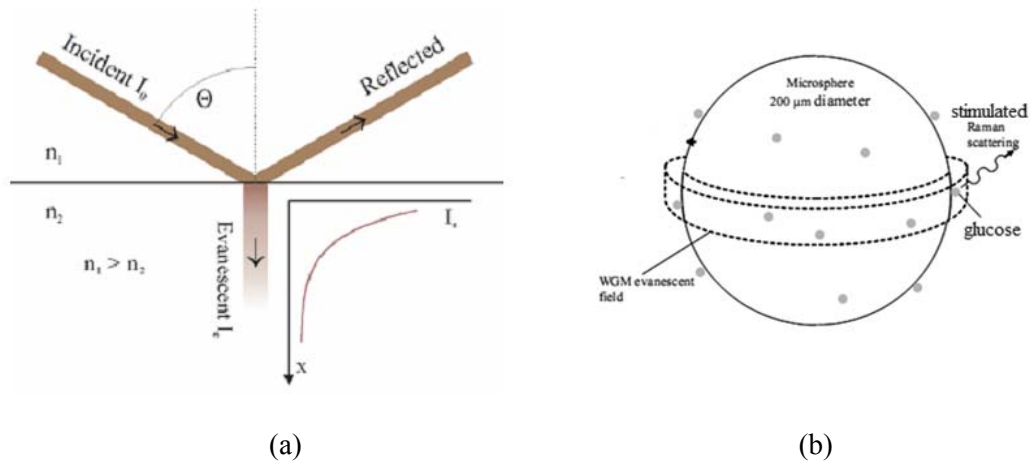 Incident I₀
Θ
Reflected
n₁
n₂
n₁ > n₂
Evanescent Iₑ
Iₑ
x
(a)
Microsphere
200 μm diameter
stimulated
Raman
scattering
glucose
WGM evanescent
field
(b)